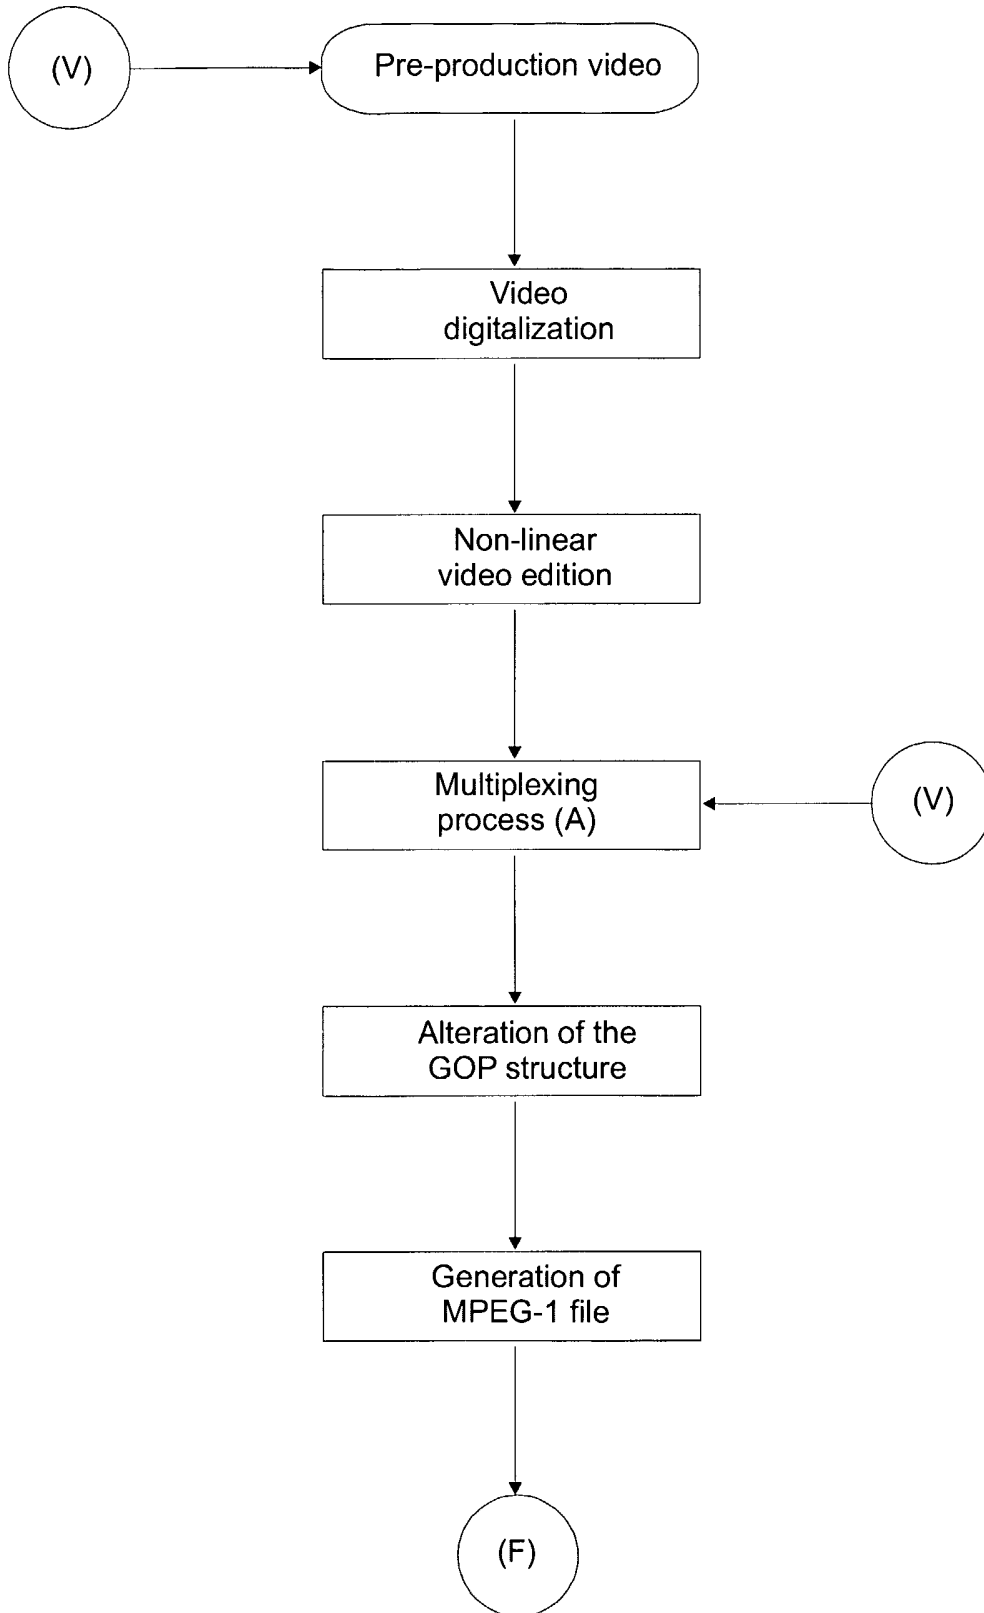 (V)
Pre-production video
Video
digitalization
Non-linear
video edition
Multiplexing
process (A)
(V)
Alteration of the
GOP structure
Generation of
MPEG-1 file
(F)